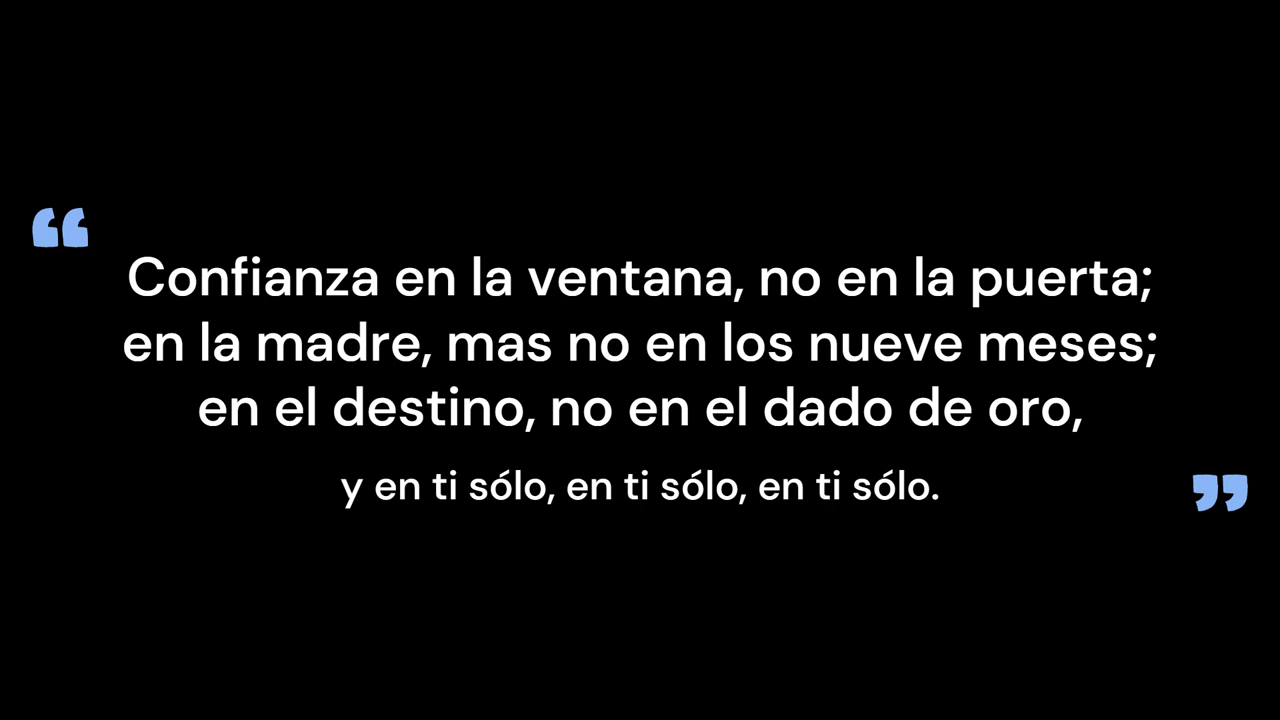 “
Confianza en la ventana, no en la puerta;
en la madre, mas no en los nueve meses;
en el destino, no en el dado de oro,
y en ti sólo, en ti sólo, en ti sólo.
”